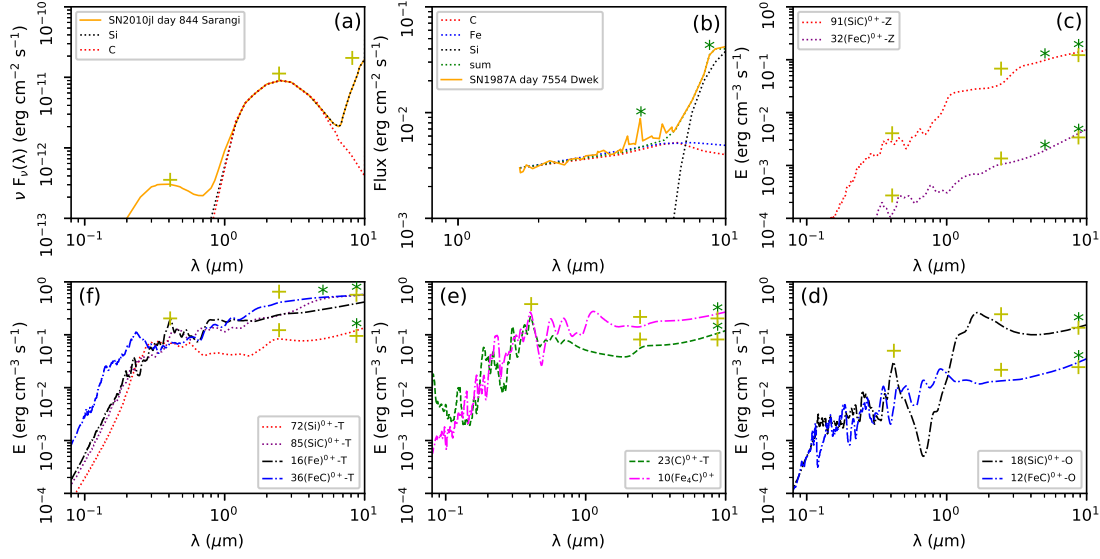 (a)
SN2010jl day 844 Sarangi
Si
C
ν Fᵥ(λ) (erg cm⁻² s⁻¹)
10⁻¹⁰
10⁻¹¹
10⁻¹²
10⁻¹³
10⁻¹
10⁰
10¹
λ (μm)
(b)
C
Fe
Si
sum
SN1987A day 7554 Dwek
Flux (erg cm⁻² s⁻¹)
10⁻¹
10⁻²
10⁻³
10⁰
10¹
λ (μm)
(c)
91(SiC)⁰⁺-Z
32(FeC)⁰⁺-Z
E (erg cm⁻³ s⁻¹)
10⁰
10⁻¹
10⁻²
10⁻³
10⁻⁴
10⁻¹
10⁰
10¹
λ (μm)
(f)
72(Si)⁰⁺-T
85(SiC)⁰⁺-T
16(Fe)⁰⁺-T
36(FeC)⁰⁺-T
E (erg cm⁻³ s⁻¹)
10⁰
10⁻¹
10⁻²
10⁻³
10⁻⁴
10⁻¹
10⁰
10¹
λ (μm)
(e)
23(C)⁰⁺-T
10(Fe₄C)⁰⁺
E (erg cm⁻³ s⁻¹)
10⁰
10⁻¹
10⁻²
10⁻³
10⁻⁴
10⁻¹
10⁰
10¹
λ (μm)
(d)
18(SiC)⁰⁺-O
12(FeC)⁰⁺-O
E (erg cm⁻³ s⁻¹)
10⁰
10⁻¹
10⁻²
10⁻³
10⁻⁴
10⁻¹
10⁰
10¹
λ (μm)